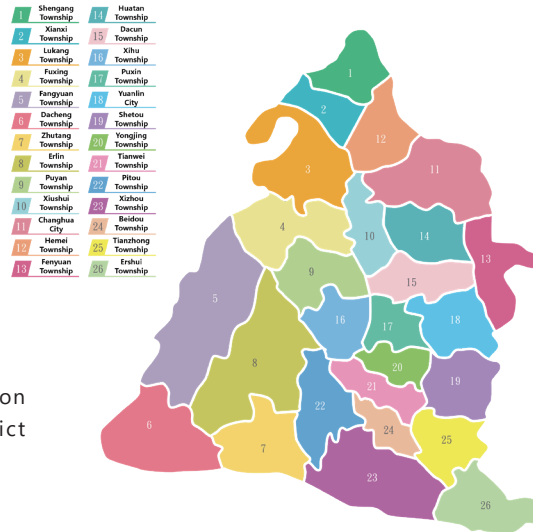 1 Shengang Township
2 Xianxi Township
3 Lukang Township
4 Fuxing Township
5 Fangyuan Township
6 Dacheng Township
7 Zhutang Township
8 Erlin Township
9 Puyan Township
10 Xiushui Township
11 Changhua City
12 Hemei Township
13 Fenyuan Township
14 Huatan Township
15 Dacun Township
16 Xihu Township
17 Puxin Township
18 Yuanlin City
19 Shetou Township
20 Yongjing Township
21 Tianwei Township
22 Pitou Township
23 Xizhou Township
24 Beidou Township
25 Tianzhong Township
26 Ershui Township
on
ict
1
2
12
3
11
4
10
14
13
9
15
5
16
17
18
8
20
21
19
22
6
24
7
25
23
26